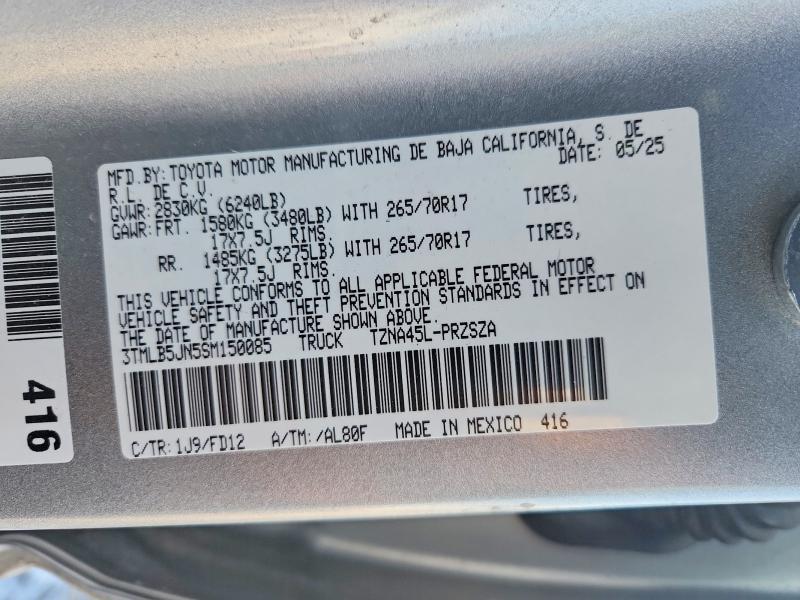 MFD.BY:TOYOTA MOTOR MANUFACTURING DE BAJA CALIFORNIA, S. DE
R.L. DE C.V. DATE: 05/25
GVWR:2830KG (6240LB)
GAWR:FRT. 1580KG (3480LB) WITH 265/70R17 TIRES,
17X7.5J RIMS
RR. 1485KG (3275LB) WITH 265/70R17 TIRES,
17X7.5J RIMS.
THIS VEHICLE CONFORMS TO ALL APPLICABLE FEDERAL MOTOR
VEHICLE SAFETY AND THEFT PREVENTION STANDARDS IN EFFECT ON
THE DATE OF MANUFACTURE SHOWN ABOVE.
3TMLB5JN5SM150085 TRUCK TZNA45L-PRZSZA
C/TR:1J9/FD12 A/TM:/AL80F MADE IN MEXICO 416
416